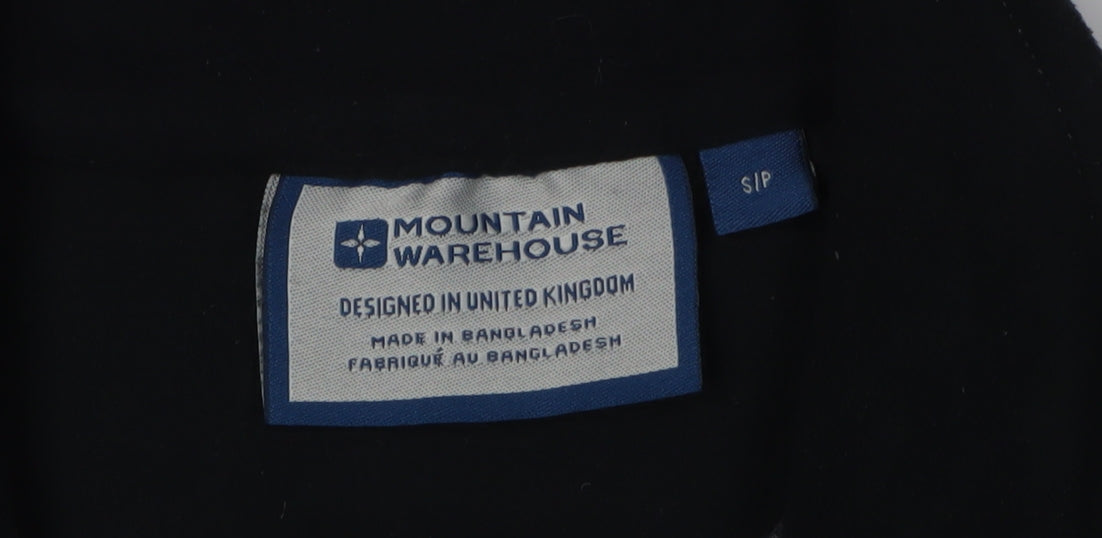 MOUNTAIN
WAREHOUSE
DESIGNED IN UNITED KINGDOM
MADE IN BANGLADESH
FABRIQUÉ AU BANGLADESH
S/P